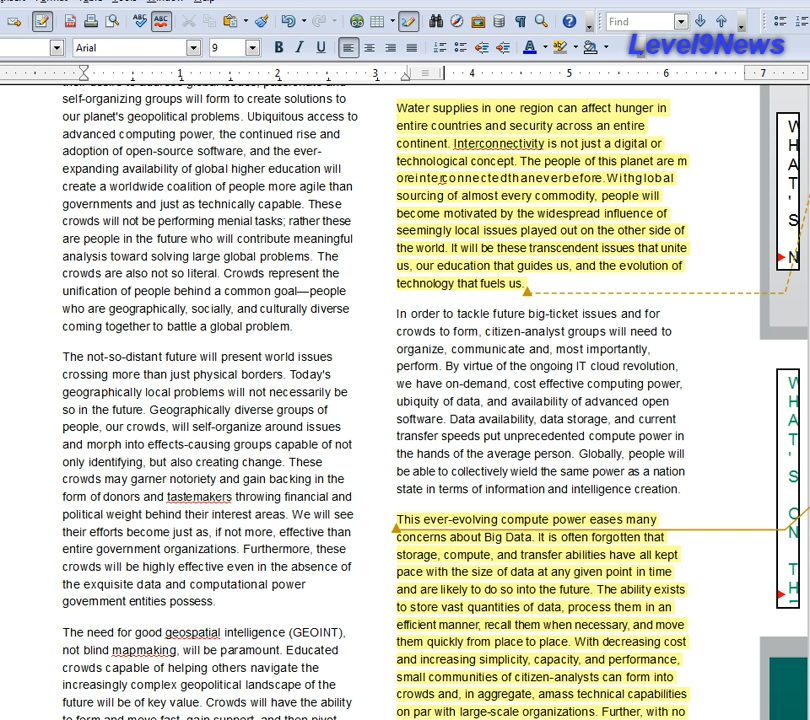 Find
Arial
9
B I U
A
Level9News
1 2 3 4 5 6 7
self-organizing groups will form to create solutions to
our planet's geopolitical problems. Ubiquitous access to
advanced computing power, the continued rise and
adoption of open-source software, and the ever-
expanding availability of global higher education will
create a worldwide coalition of people more agile than
governments and just as technically capable. These
crowds will not be performing menial tasks; rather these
are people in the future who will contribute meaningful
analysis toward solving large global problems. The
crowds are also not so literal. Crowds represent the
unification of people behind a common goal—people
who are geographically, socially, and culturally diverse
coming together to battle a global problem.
The not-so-distant future will present world issues
crossing more than just physical borders. Today's
geographically local problems will not necessarily be
so in the future. Geographically diverse groups of
people, our crowds, will self-organize around issues
and morph into effects-causing groups capable of not
only identifying, but also creating change. These
crowds may garner notoriety and gain backing in the
form of donors and tastemakers throwing financial and
political weight behind their interest areas. We will see
their efforts become just as, if not more, effective than
entire government organizations. Furthermore, these
crowds will be highly effective even in the absence of
the exquisite data and computational power
government entities possess.
The need for good geospatial intelligence (GEOINT),
not blind mapmaking, will be paramount. Educated
crowds capable of helping others navigate the
increasingly complex geopolitical landscape of the
future will be of key value. Crowds will have the ability
to form and move fast, gain support, and then pivot
Water supplies in one region can affect hunger in
entire countries and security across an entire
continent. Interconnectivity is not just a digital or
technological concept. The people of this planet are m
oreinterconnectedthaneverbefore.Withglobal
sourcing of almost every commodity, people will
become motivated by the widespread influence of
seemingly local issues played out on the other side of
the world. It will be these transcendent issues that unite
us, our education that guides us, and the evolution of
technology that fuels us.
In order to tackle future big-ticket issues and for
crowds to form, citizen-analyst groups will need to
organize, communicate and, most importantly,
perform. By virtue of the ongoing IT cloud revolution,
we have on-demand, cost effective computing power,
ubiquity of data, and availability of advanced open
software. Data availability, data storage, and current
transfer speeds put unprecedented compute power in
the hands of the average person. Globally, people will
be able to collectively wield the same power as a nation
state in terms of information and intelligence creation.
This ever-evolving compute power eases many
concerns about Big Data. It is often forgotten that
storage, compute, and transfer abilities have all kept
pace with the size of data at any given point in time
and are likely to do so into the future. The ability exists
to store vast quantities of data, process them in an
efficient manner, recall them when necessary, and move
them quickly from place to place. With decreasing cost
and increasing simplicity, capacity, and performance,
small communities of citizen-analysts can form into
crowds and, in aggregate, amass technical capabilities
on par with large-scale organizations. Further, with no
W
H
A
T
'
S
N
W
H
A
T
'
S
O
N
T
H